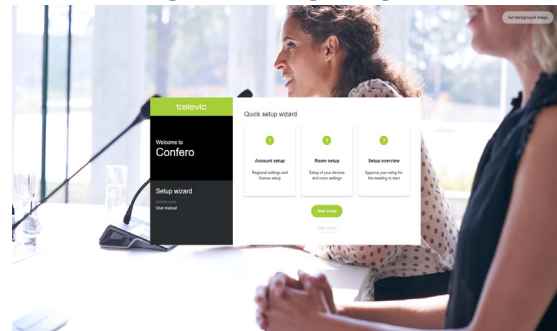 Set background image
televic
Welcome to
Confero
Setup wizard
User manual
Quick setup wizard
1
Account setup
Regional settings and
license setup
2
Room setup
Setup of your devices
and room settings
3
Setup overview
Approve your setup for
the meeting to start
Start setup